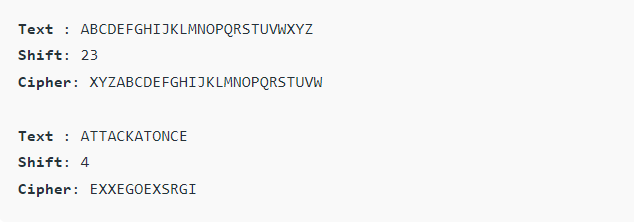 Text : ABCDEFGHIJKLMNOPQRSTUVWXYZ
Shift: 23
Cipher: XYZABCDEFGHIJKLMNOPQRSTUVW
Text : ATTACKATONCE
Shift: 4
Cipher: EXXEGOEXSRGI